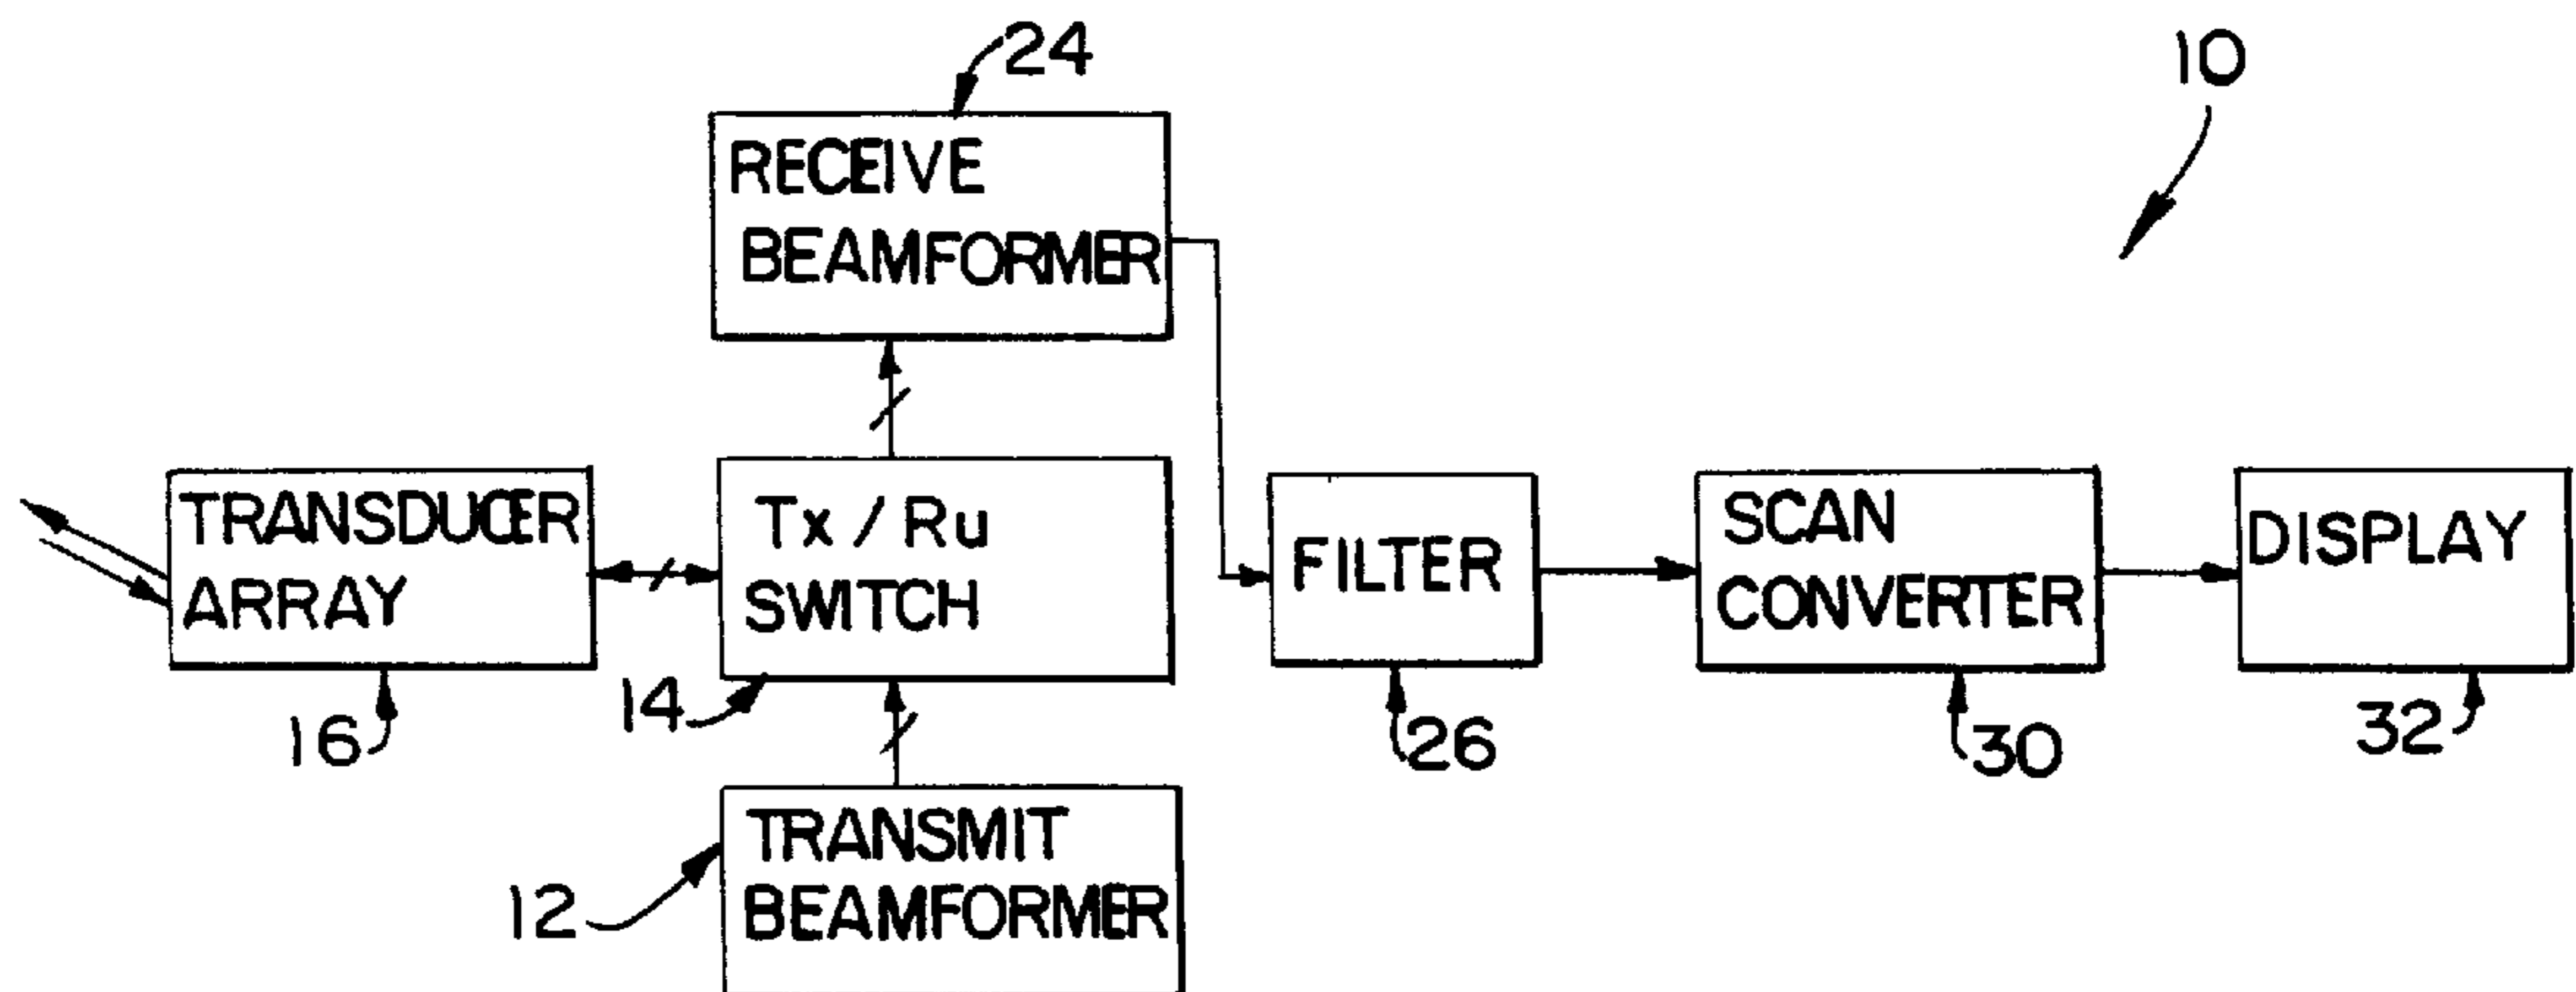 24
10
RECEIVE
BEAMFORMER
TRANSDUCER
ARRAY
Tx / Ru
SWITCH
FILTER
SCAN
CONVERTER
DISPLAY
16
14
26
30
32
12
TRANSMIT
BEAMFORMER